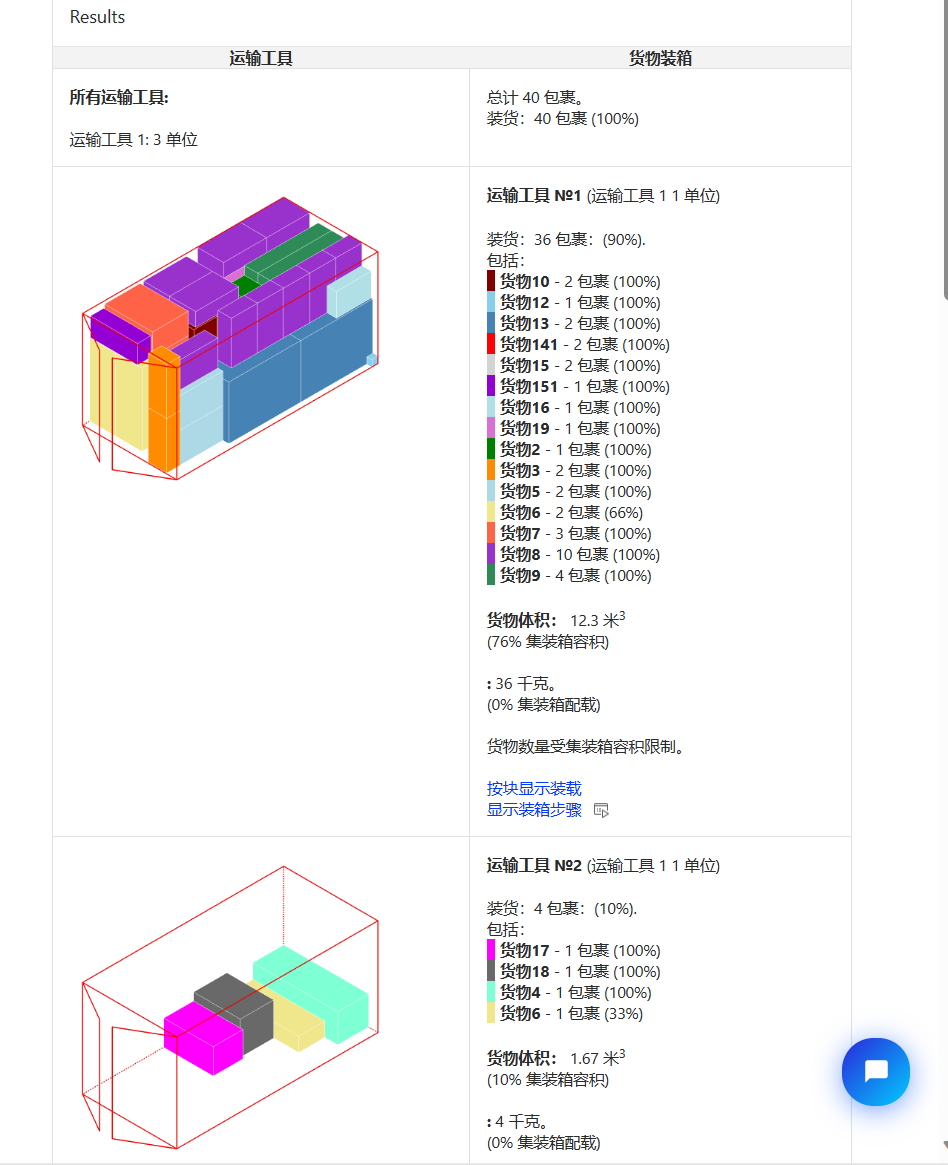 Results
运输工具 货物装箱
所有运输工具:
运输工具 1: 3 单位
总计 40 包裹。
装货：40 包裹 (100%)
运输工具 №1 (运输工具 1 1 单位)
装货：36 包裹：(90%).
包括：
货物10 - 2 包裹 (100%)
货物12 - 1 包裹 (100%)
货物13 - 2 包裹 (100%)
货物141 - 2 包裹 (100%)
货物15 - 2 包裹 (100%)
货物151 - 1 包裹 (100%)
货物16 - 1 包裹 (100%)
货物19 - 1 包裹 (100%)
货物2 - 1 包裹 (100%)
货物3 - 2 包裹 (100%)
货物5 - 2 包裹 (100%)
货物6 - 2 包裹 (66%)
货物7 - 3 包裹 (100%)
货物8 - 10 包裹 (100%)
货物9 - 4 包裹 (100%)
货物体积： 12.3 米³
(76% 集装箱容积)
: 36 千克。
(0% 集装箱配载)
货物数量受集装箱容积限制。
按块显示装载
显示装箱步骤
运输工具 №2 (运输工具 1 1 单位)
装货：4 包裹：(10%).
包括：
货物17 - 1 包裹 (100%)
货物18 - 1 包裹 (100%)
货物4 - 1 包裹 (100%)
货物6 - 1 包裹 (33%)
货物体积： 1.67 米³
(10% 集装箱容积)
: 4 千克。
(0% 集装箱配载)